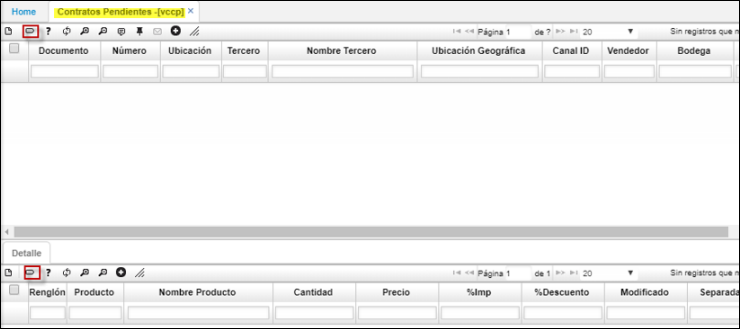 Home Contratos Pendientes -[vccp] ×
Página 1 de ? 20 Sin registros que m
Documento Número Ubicación Tercero Nombre Tercero Ubicación Geográfica Canal ID Vendedor Bodega
Detalle
Página 1 de 1 20 Sin registros que m
Renglón Producto Nombre Producto Cantidad Precio %Imp %Descuento Modificado Separada